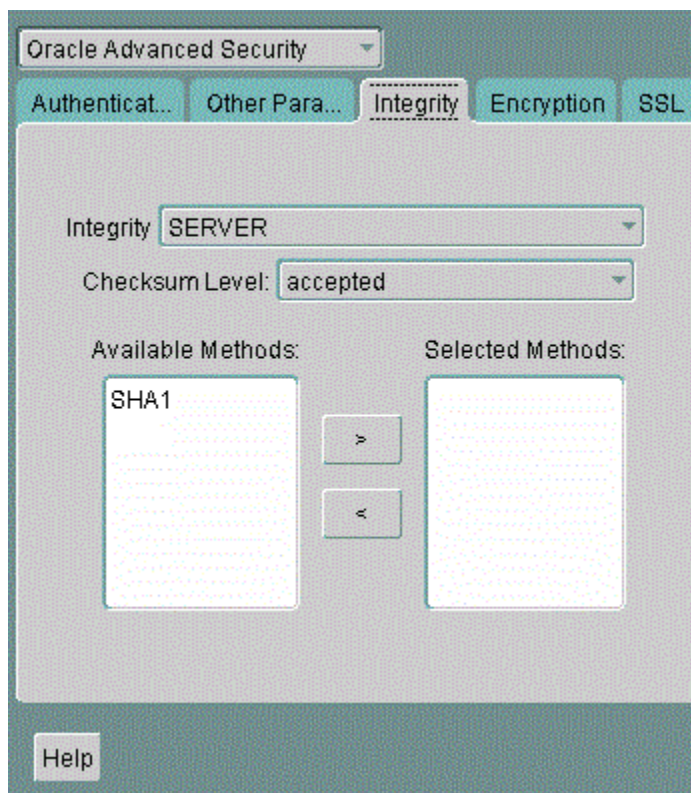 Oracle Advanced Security
Authenticat... Other Para... Integrity Encryption SSL
Integrity SERVER
Checksum Level: accepted
Available Methods: Selected Methods:
SHA1
>
<
Help